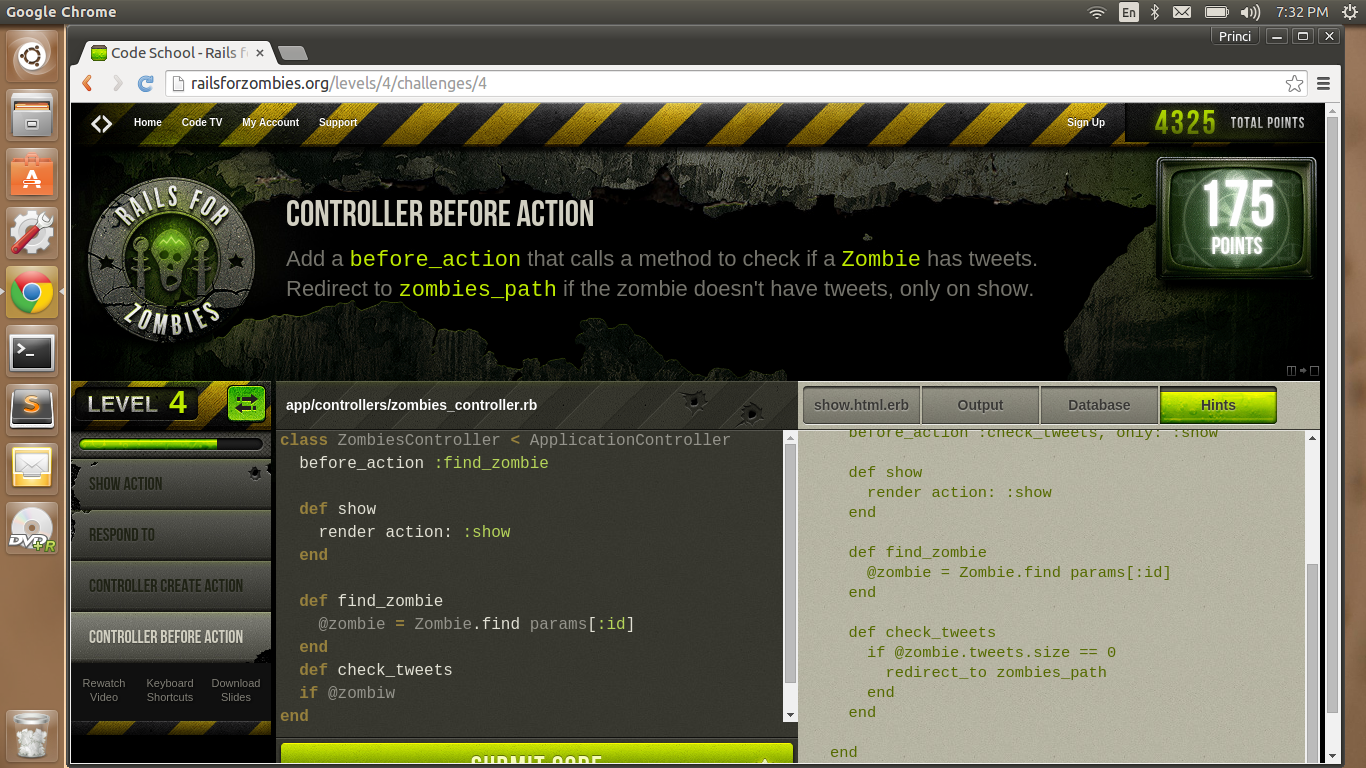 Google Chrome
En
7:32 PM
Princi
Code School - Rails f
railsforzombies.org/levels/4/challenges/4
Home Code TV My Account Support Sign Up 4325 TOTAL POINTS
RAILS FOR
ZOMBIES
CONTROLLER BEFORE ACTION
Add a before_action that calls a method to check if a Zombie has tweets.
Redirect to zombies_path if the zombie doesn't have tweets, only on show.
175
POINTS
LEVEL 4
SHOW ACTION
RESPOND TO
CONTROLLER CREATE ACTION
CONTROLLER BEFORE ACTION
Rewatch Video
Keyboard Shortcuts
Download Slides
app/controllers/zombies_controller.rb
class ZombiesController < ApplicationController
before_action :find_zombie
def show
render action: :show
end
def find_zombie
@zombie = Zombie.find params[:id]
end
def check_tweets
if @zombiw
end
SUBMIT CODE
show.html.erb Output Database Hints
before_action :check_tweets, only: :show
def show
render action: :show
end
def find_zombie
@zombie = Zombie.find params[:id]
end
def check_tweets
if @zombie.tweets.size == 0
redirect_to zombies_path
end
end
end
S
DVD+R